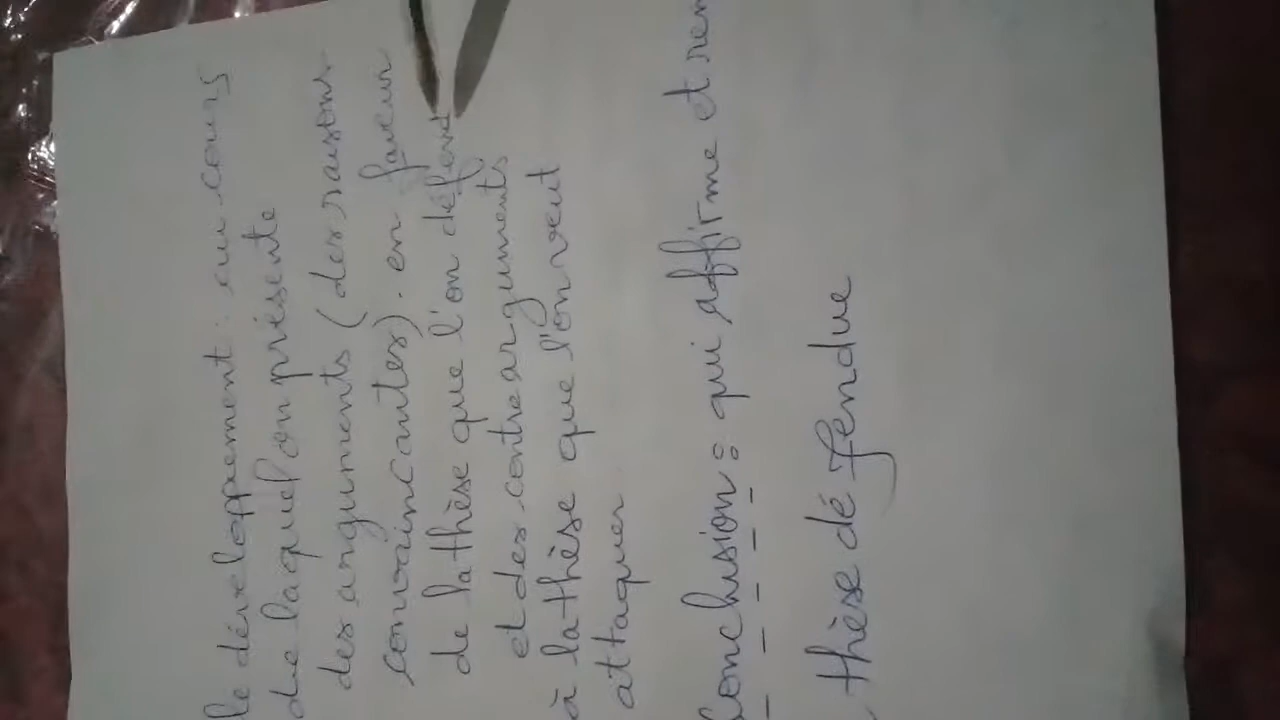 le développement : au cours
de laquel on présente
des arguments (des raisons
convaincantes). en faveur
de la thèse que l'on défend
et des contre arguments
à la thèse que l'on veut
attaquer
Conclusion : qui affirme et
thèse défendue